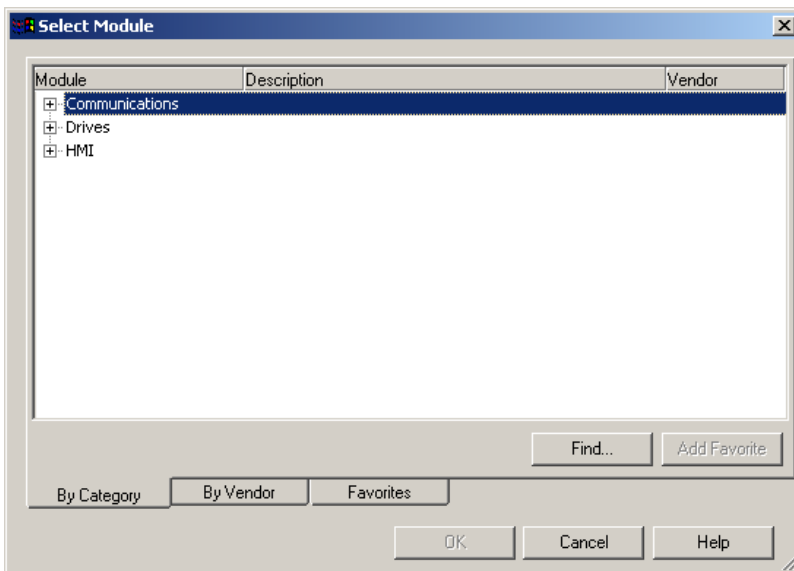 Select Module
Module Description Vendor
Communications
Drives
HMI
Find... Add Favorite
By Category By Vendor Favorites
OK Cancel Help